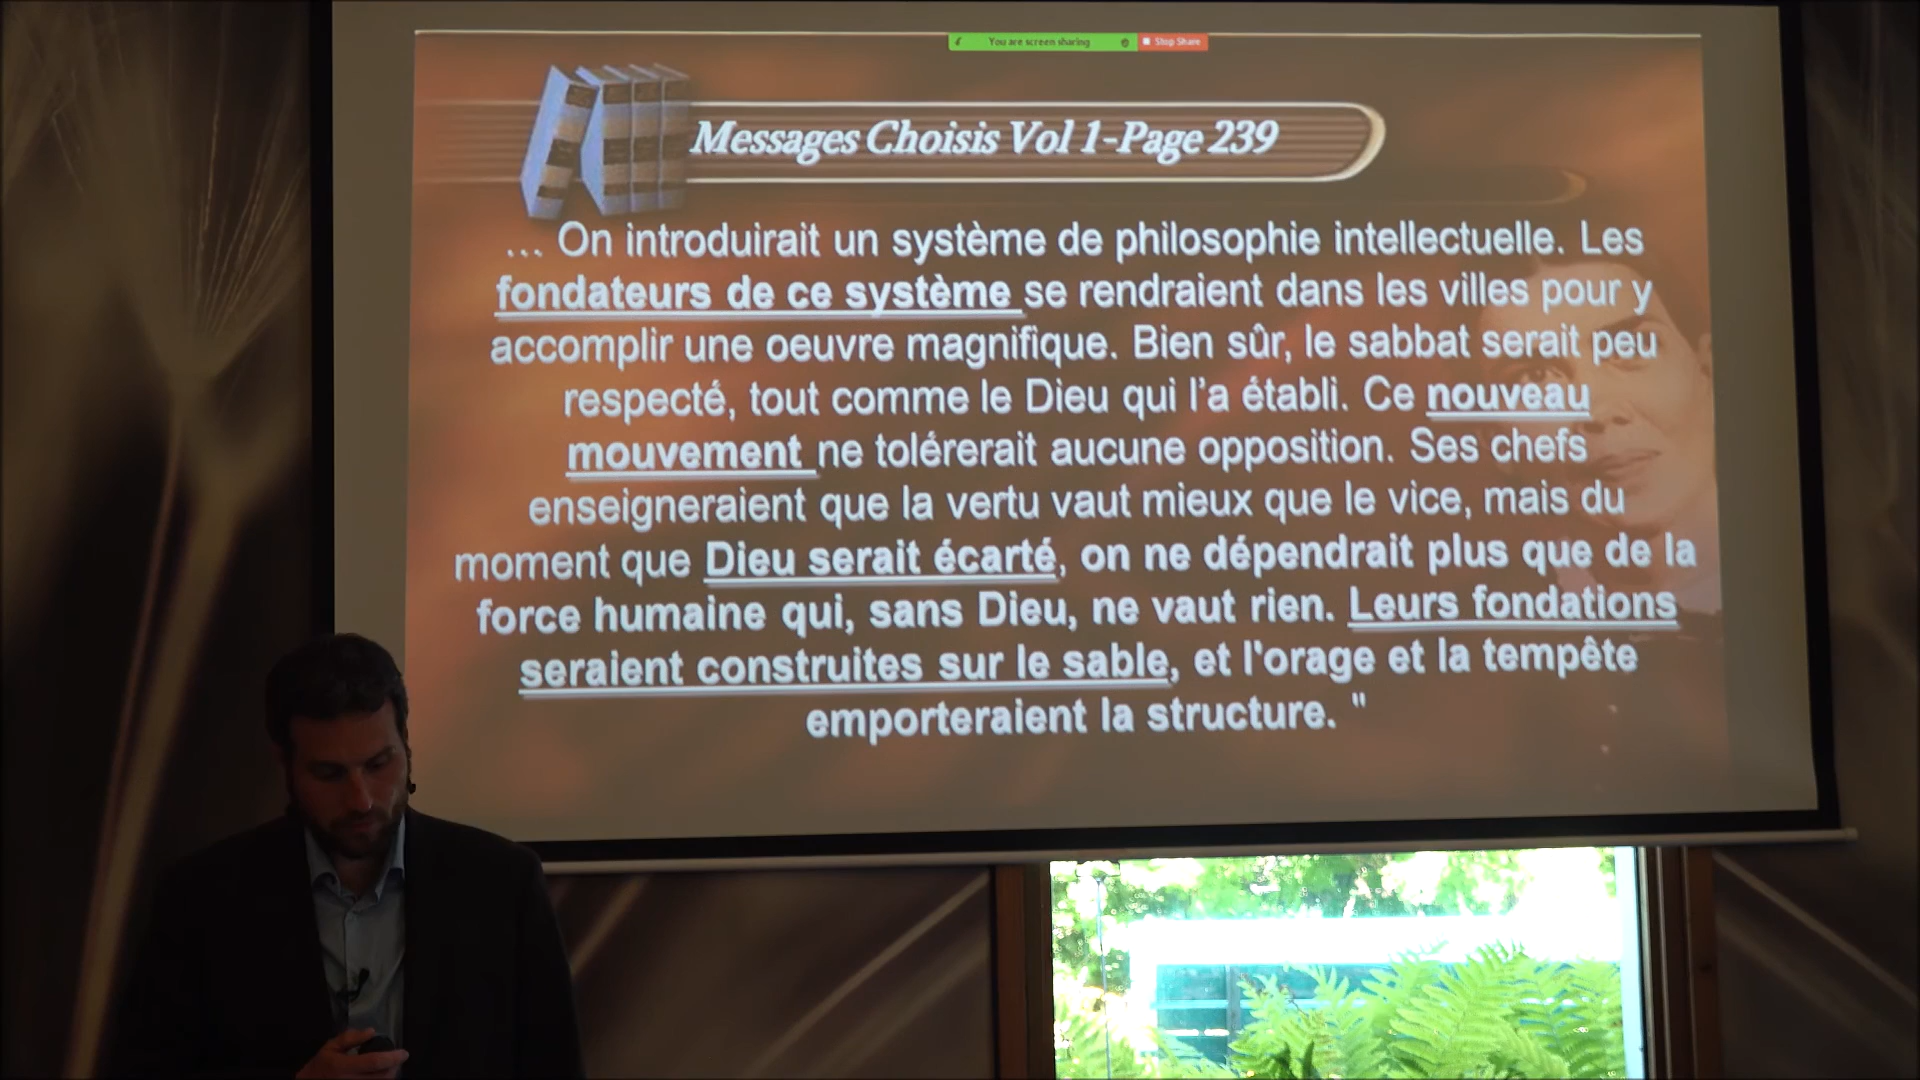 You are screen sharing
Stop Share
Messages Choisis Vol 1-Page 239
... On introduirait un système de philosophie intellectuelle. Les
fondateurs de ce système se rendraient dans les villes pour y
accomplir une oeuvre magnifique. Bien sûr, le sabbat serait peu
respecté, tout comme le Dieu qui l'a établi. Ce nouveau
mouvement ne tolérerait aucune opposition. Ses chefs
enseigneraient que la vertu vaut mieux que le vice, mais du
moment que Dieu serait écarté, on ne dépendrait plus que de la
force humaine qui, sans Dieu, ne vaut rien. Leurs fondations
seraient construites sur le sable, et l'orage et la tempête
emporteraient la structure. "